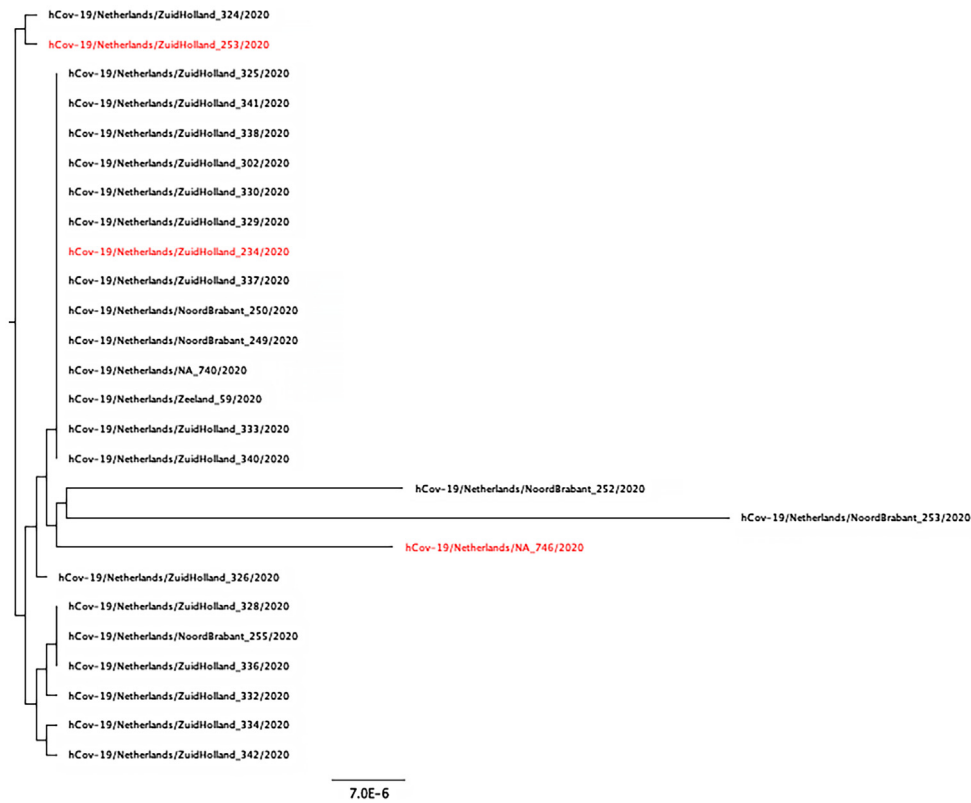 hCov-19/Netherlands/ZuidHolland_324/2020
hCov-19/Netherlands/ZuidHolland_253/2020
hCov-19/Netherlands/ZuidHolland_325/2020
hCov-19/Netherlands/ZuidHolland_341/2020
hCov-19/Netherlands/ZuidHolland_338/2020
hCov-19/Netherlands/ZuidHolland_302/2020
hCov-19/Netherlands/ZuidHolland_330/2020
hCov-19/Netherlands/ZuidHolland_329/2020
hCov-19/Netherlands/ZuidHolland_234/2020
hCov-19/Netherlands/ZuidHolland_337/2020
hCov-19/Netherlands/NoordBrabant_250/2020
hCov-19/Netherlands/NoordBrabant_249/2020
hCov-19/Netherlands/NA_740/2020
hCov-19/Netherlands/Zeeland_59/2020
hCov-19/Netherlands/ZuidHolland_333/2020
hCov-19/Netherlands/ZuidHolland_340/2020
hCov-19/Netherlands/NoordBrabant_252/2020
hCov-19/Netherlands/NoordBrabant_253/2020
hCov-19/Netherlands/NA_746/2020
hCov-19/Netherlands/ZuidHolland_326/2020
hCov-19/Netherlands/ZuidHolland_328/2020
hCov-19/Netherlands/NoordBrabant_255/2020
hCov-19/Netherlands/ZuidHolland_336/2020
hCov-19/Netherlands/ZuidHolland_332/2020
hCov-19/Netherlands/ZuidHolland_334/2020
hCov-19/Netherlands/ZuidHolland_342/2020
7.0E-6